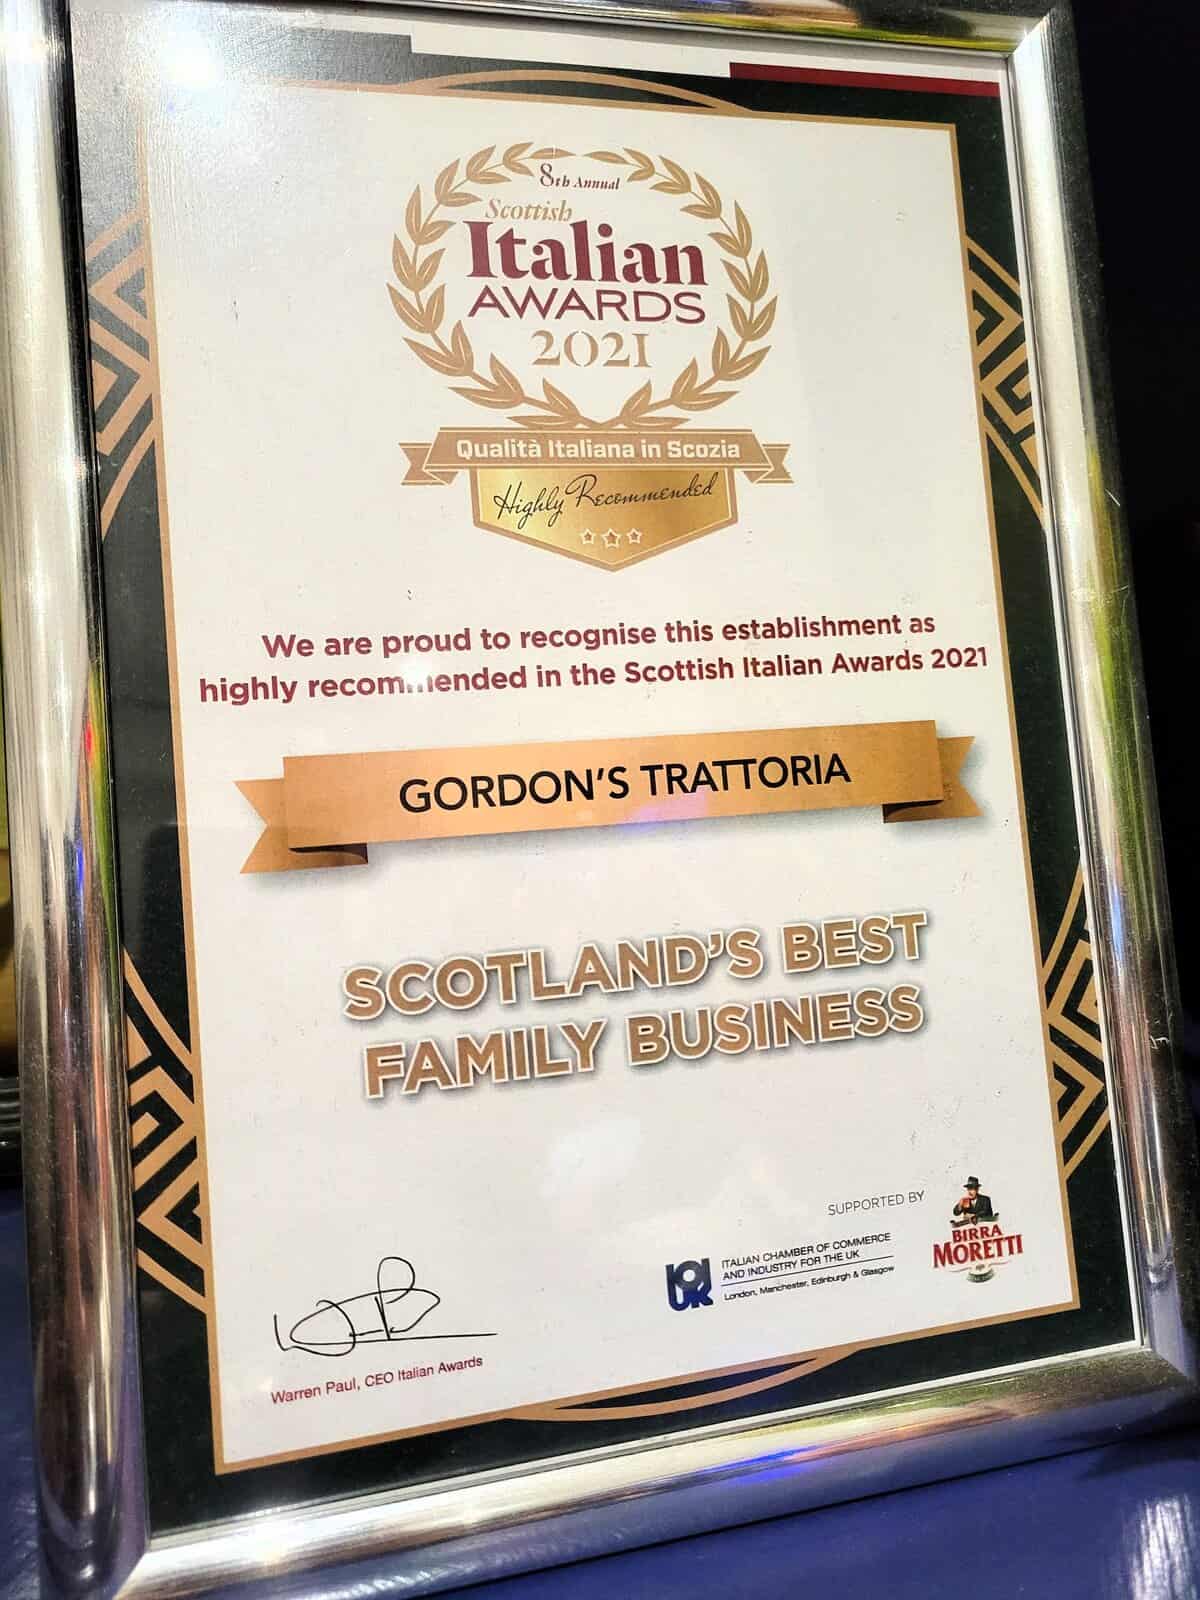 8th Annual
Scottish
Italian
AWARDS
2021
Qualità Italiana in Scozia
Highly Recommended
We are proud to recognise this establishment as
highly recommended in the Scottish Italian Awards 2021
GORDON'S TRATTORIA
SCOTLAND'S BEST
FAMILY BUSINESS
SUPPORTED BY
ITALIAN CHAMBER OF COMMERCE
AND INDUSTRY FOR THE UK
London, Manchester, Edinburgh & Glasgow
BIRRA
MORETTI
Warren Paul, CEO Italian Awards